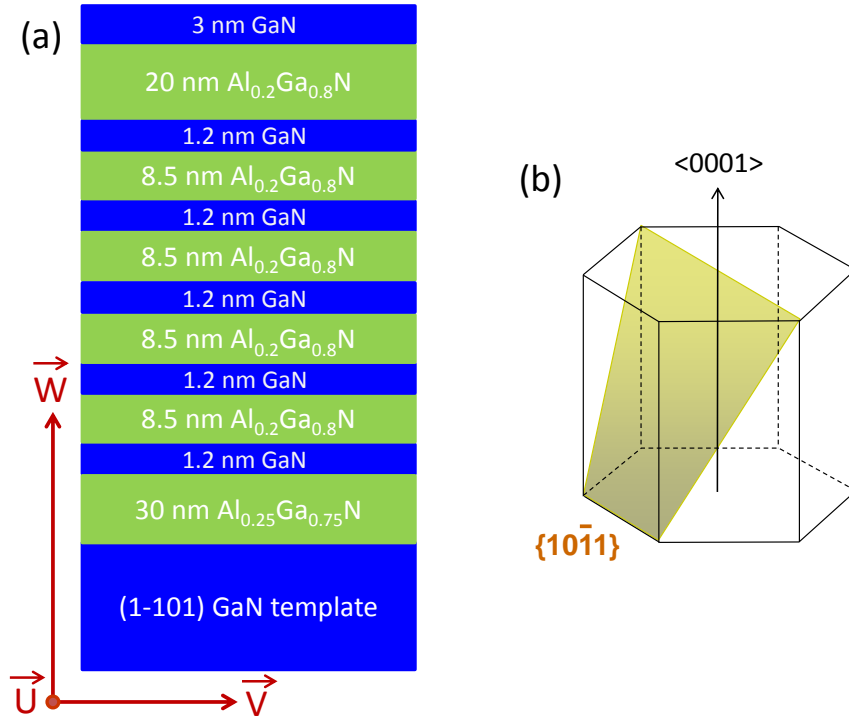 (a)
3 nm GaN
20 nm Al0.2Ga0.8N
1.2 nm GaN
8.5 nm Al0.2Ga0.8N
1.2 nm GaN
8.5 nm Al0.2Ga0.8N
1.2 nm GaN
8.5 nm Al0.2Ga0.8N
1.2 nm GaN
8.5 nm Al0.2Ga0.8N
1.2 nm GaN
30 nm Al0.25Ga0.75N
(1-101) GaN template
W
U
V
(b)
<0001>
{101̄1}